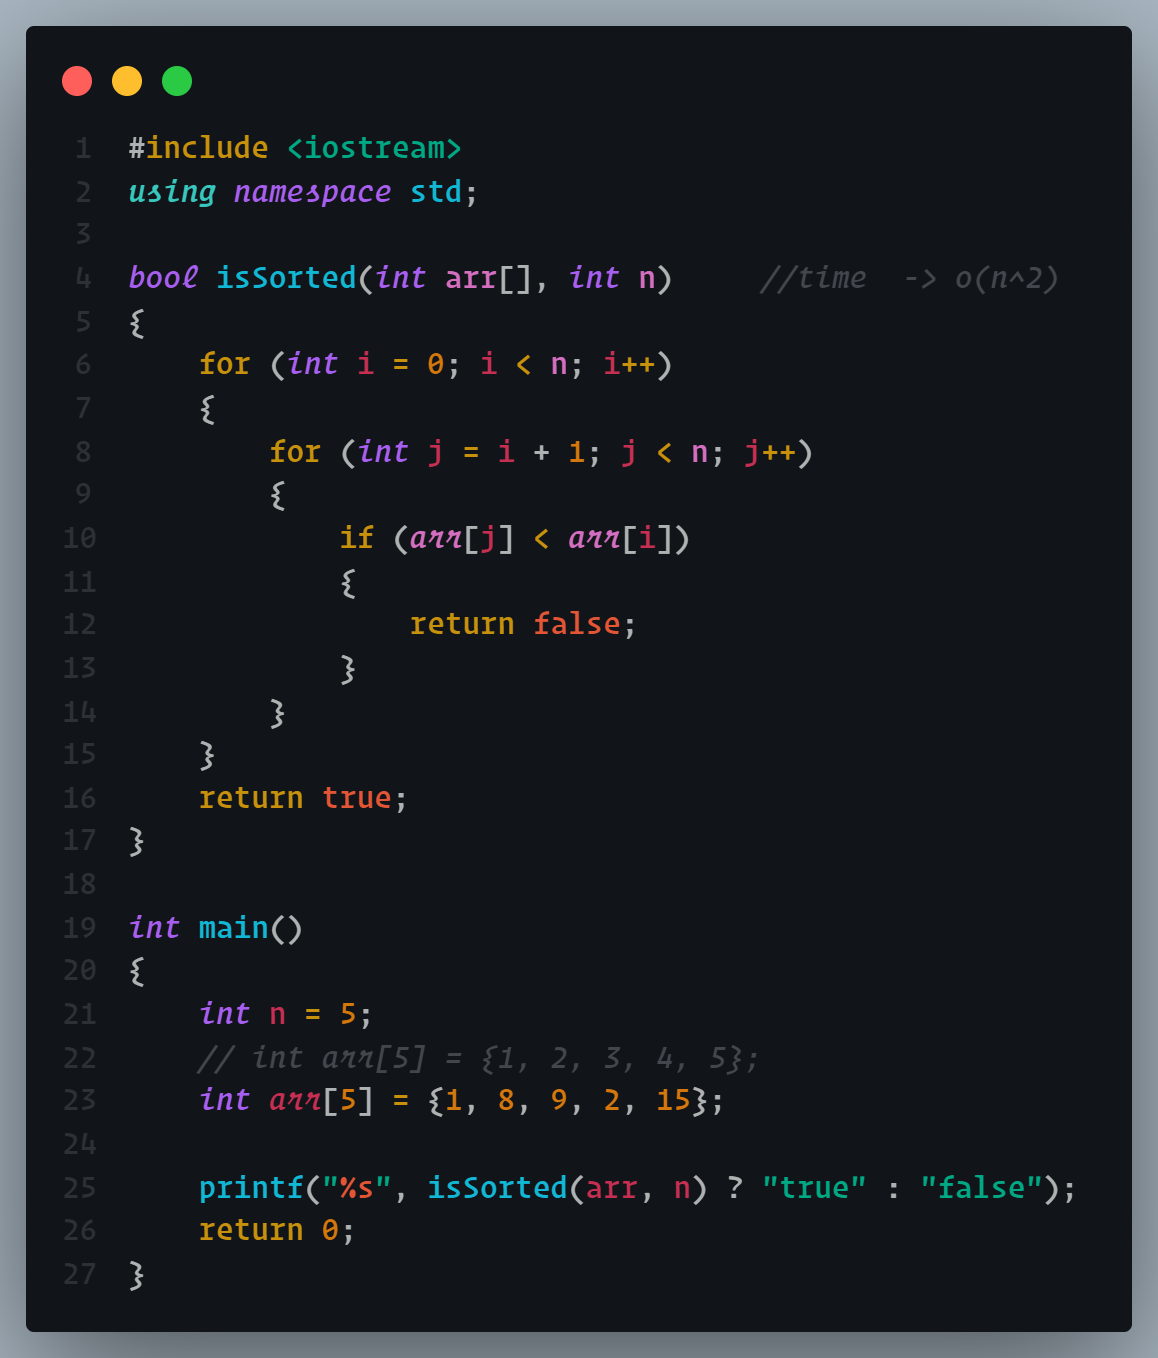 1 #include <iostream>
2 using namespace std;
3
4 bool isSorted(int arr[], int n)     //time  -> o(n^2)
5 {
6     for (int i = 0; i < n; i++)
7     {
8         for (int j = i + 1; j < n; j++)
9         {
10             if (arr[j] < arr[i])
11             {
12                 return false;
13             }
14         }
15     }
16     return true;
17 }
18
19 int main()
20 {
21     int n = 5;
22     // int arr[5] = {1, 2, 3, 4, 5};
23     int arr[5] = {1, 8, 9, 2, 15};
24
25     printf("%s", isSorted(arr, n) ? "true" : "false");
26     return 0;
27 }